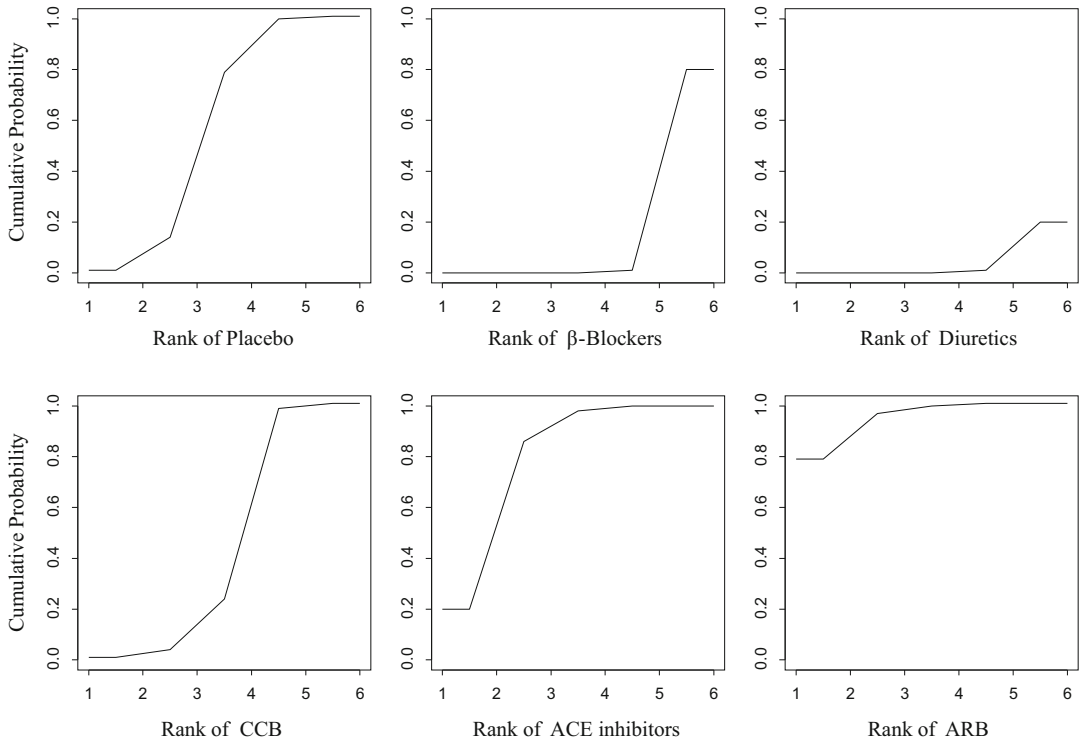 Cumulative Probability
0.0 0.2 0.4 0.6 0.8 1.0
1 2 3 4 5 6
Rank of Placebo
0.0 0.2 0.4 0.6 0.8 1.0
1 2 3 4 5 6
Rank of β-Blockers
0.0 0.2 0.4 0.6 0.8 1.0
1 2 3 4 5 6
Rank of Diuretics
Cumulative Probability
0.0 0.2 0.4 0.6 0.8 1.0
1 2 3 4 5 6
Rank of CCB
0.0 0.2 0.4 0.6 0.8 1.0
1 2 3 4 5 6
Rank of ACE inhibitors
0.0 0.2 0.4 0.6 0.8 1.0
1 2 3 4 5 6
Rank of ARB